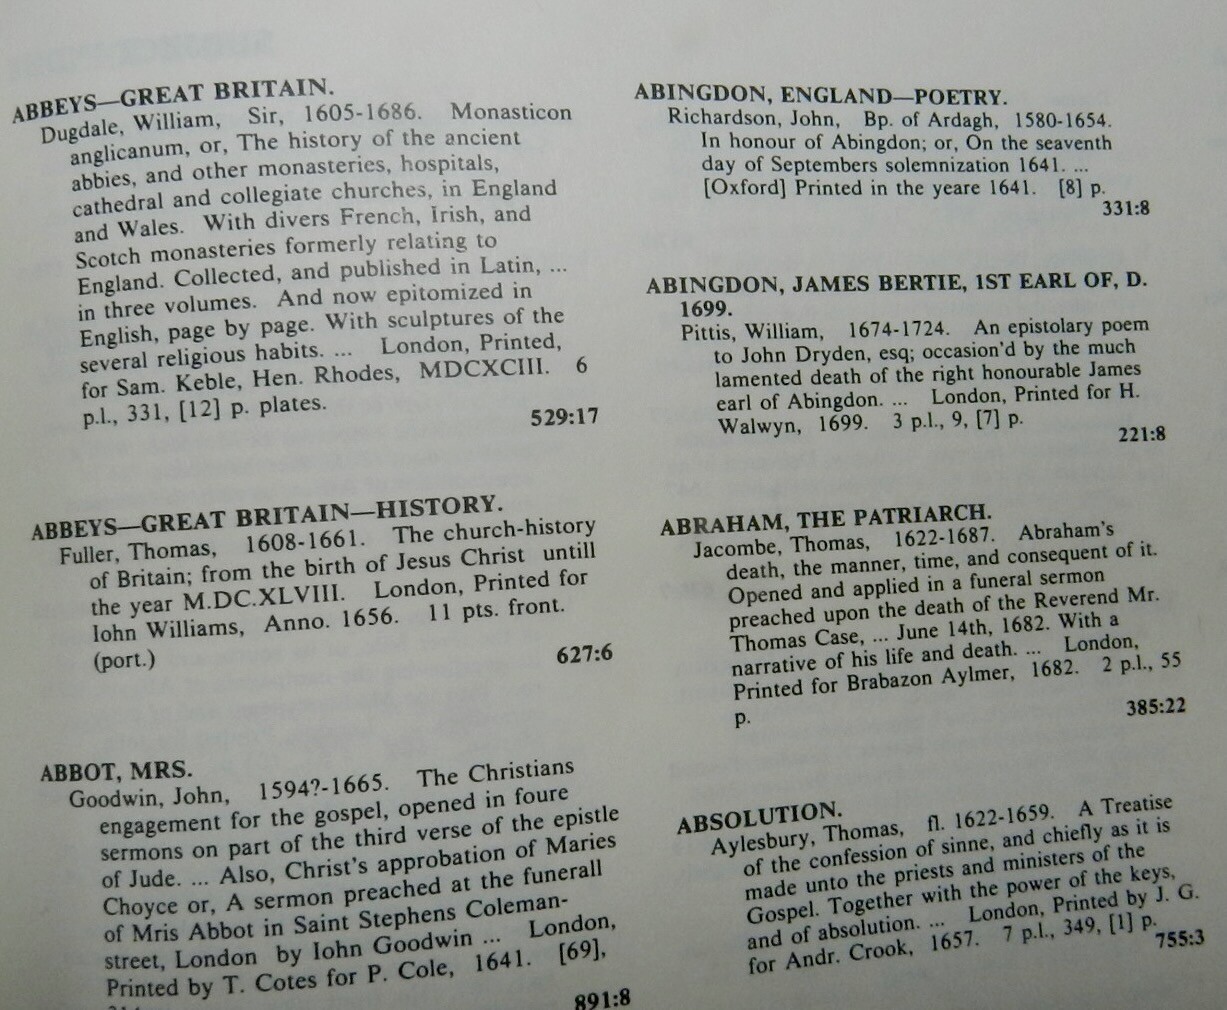 ABBEYS—GREAT BRITAIN.
Dugdale, William, Sir, 1605-1686. Monasticon
anglicanum, or, The history of the ancient
abbies, and other monasteries, hospitals,
cathedral and collegiate churches, in England
and Wales. With divers French, Irish, and
Scotch monasteries formerly relating to
England. Collected, and published in Latin, ...
in three volumes. And now epitomized in
English, page by page. With sculptures of the
several religious habits. ... London, Printed,
for Sam. Keble, Hen. Rhodes, MDCXCIII. 6
p.l., 331, [12] p. plates.
529:17
ABBEYS—GREAT BRITAIN—HISTORY.
Fuller, Thomas, 1608-1661. The church-history
of Britain; from the birth of Jesus Christ untill
the year M.DC.XLVIII. London, Printed for
Iohn Williams, Anno. 1656. 11 pts. front.
(port.)
627:6
ABBOT, MRS.
Goodwin, John, 1594?-1665. The Christians
engagement for the gospel, opened in foure
sermons on part of the third verse of the epistle
of Jude. ... Also, Christ's approbation of Maries
Choyce or, A sermon preached at the funerall
of Mris Abbot in Saint Stephens Coleman-
street, London by Iohn Goodwin ... London,
Printed by T. Cotes for P. Cole, 1641. [69],
891:8
ABINGDON, ENGLAND—POETRY.
Richardson, John, Bp. of Ardagh, 1580-1654.
In honour of Abingdon; or, On the seaventh
day of Septembers solemnization 1641. ...
[Oxford] Printed in the yeare 1641. [8] p.
331:8
ABINGDON, JAMES BERTIE, 1ST EARL OF, D.
1699.
Pittis, William, 1674-1724. An epistolary poem
to John Dryden, esq; occasion'd by the much
lamented death of the right honourable James
earl of Abingdon. ... London, Printed for H.
Walwyn, 1699. 3 p.l., 9, [7] p.
221:8
ABRAHAM, THE PATRIARCH.
Jacombe, Thomas, 1622-1687. Abraham's
death, the manner, time, and consequent of it.
Opened and applied in a funeral sermon
preached upon the death of the Reverend Mr.
Thomas Case, ... June 14th, 1682. With a
narrative of his life and death. ... London,
Printed for Brabazon Aylmer, 1682. 2 p.l., 55
p.
385:22
ABSOLUTION.
Aylesbury, Thomas, fl. 1622-1659. A Treatise
of the confession of sinne, and chiefly as it is
made unto the priests and ministers of the
Gospel. Together with the power of the keys,
and of absolution. ... London, Printed by J. G.
for Andr. Crook, 1657. 7 p.l., 349, [1] p.
755:3